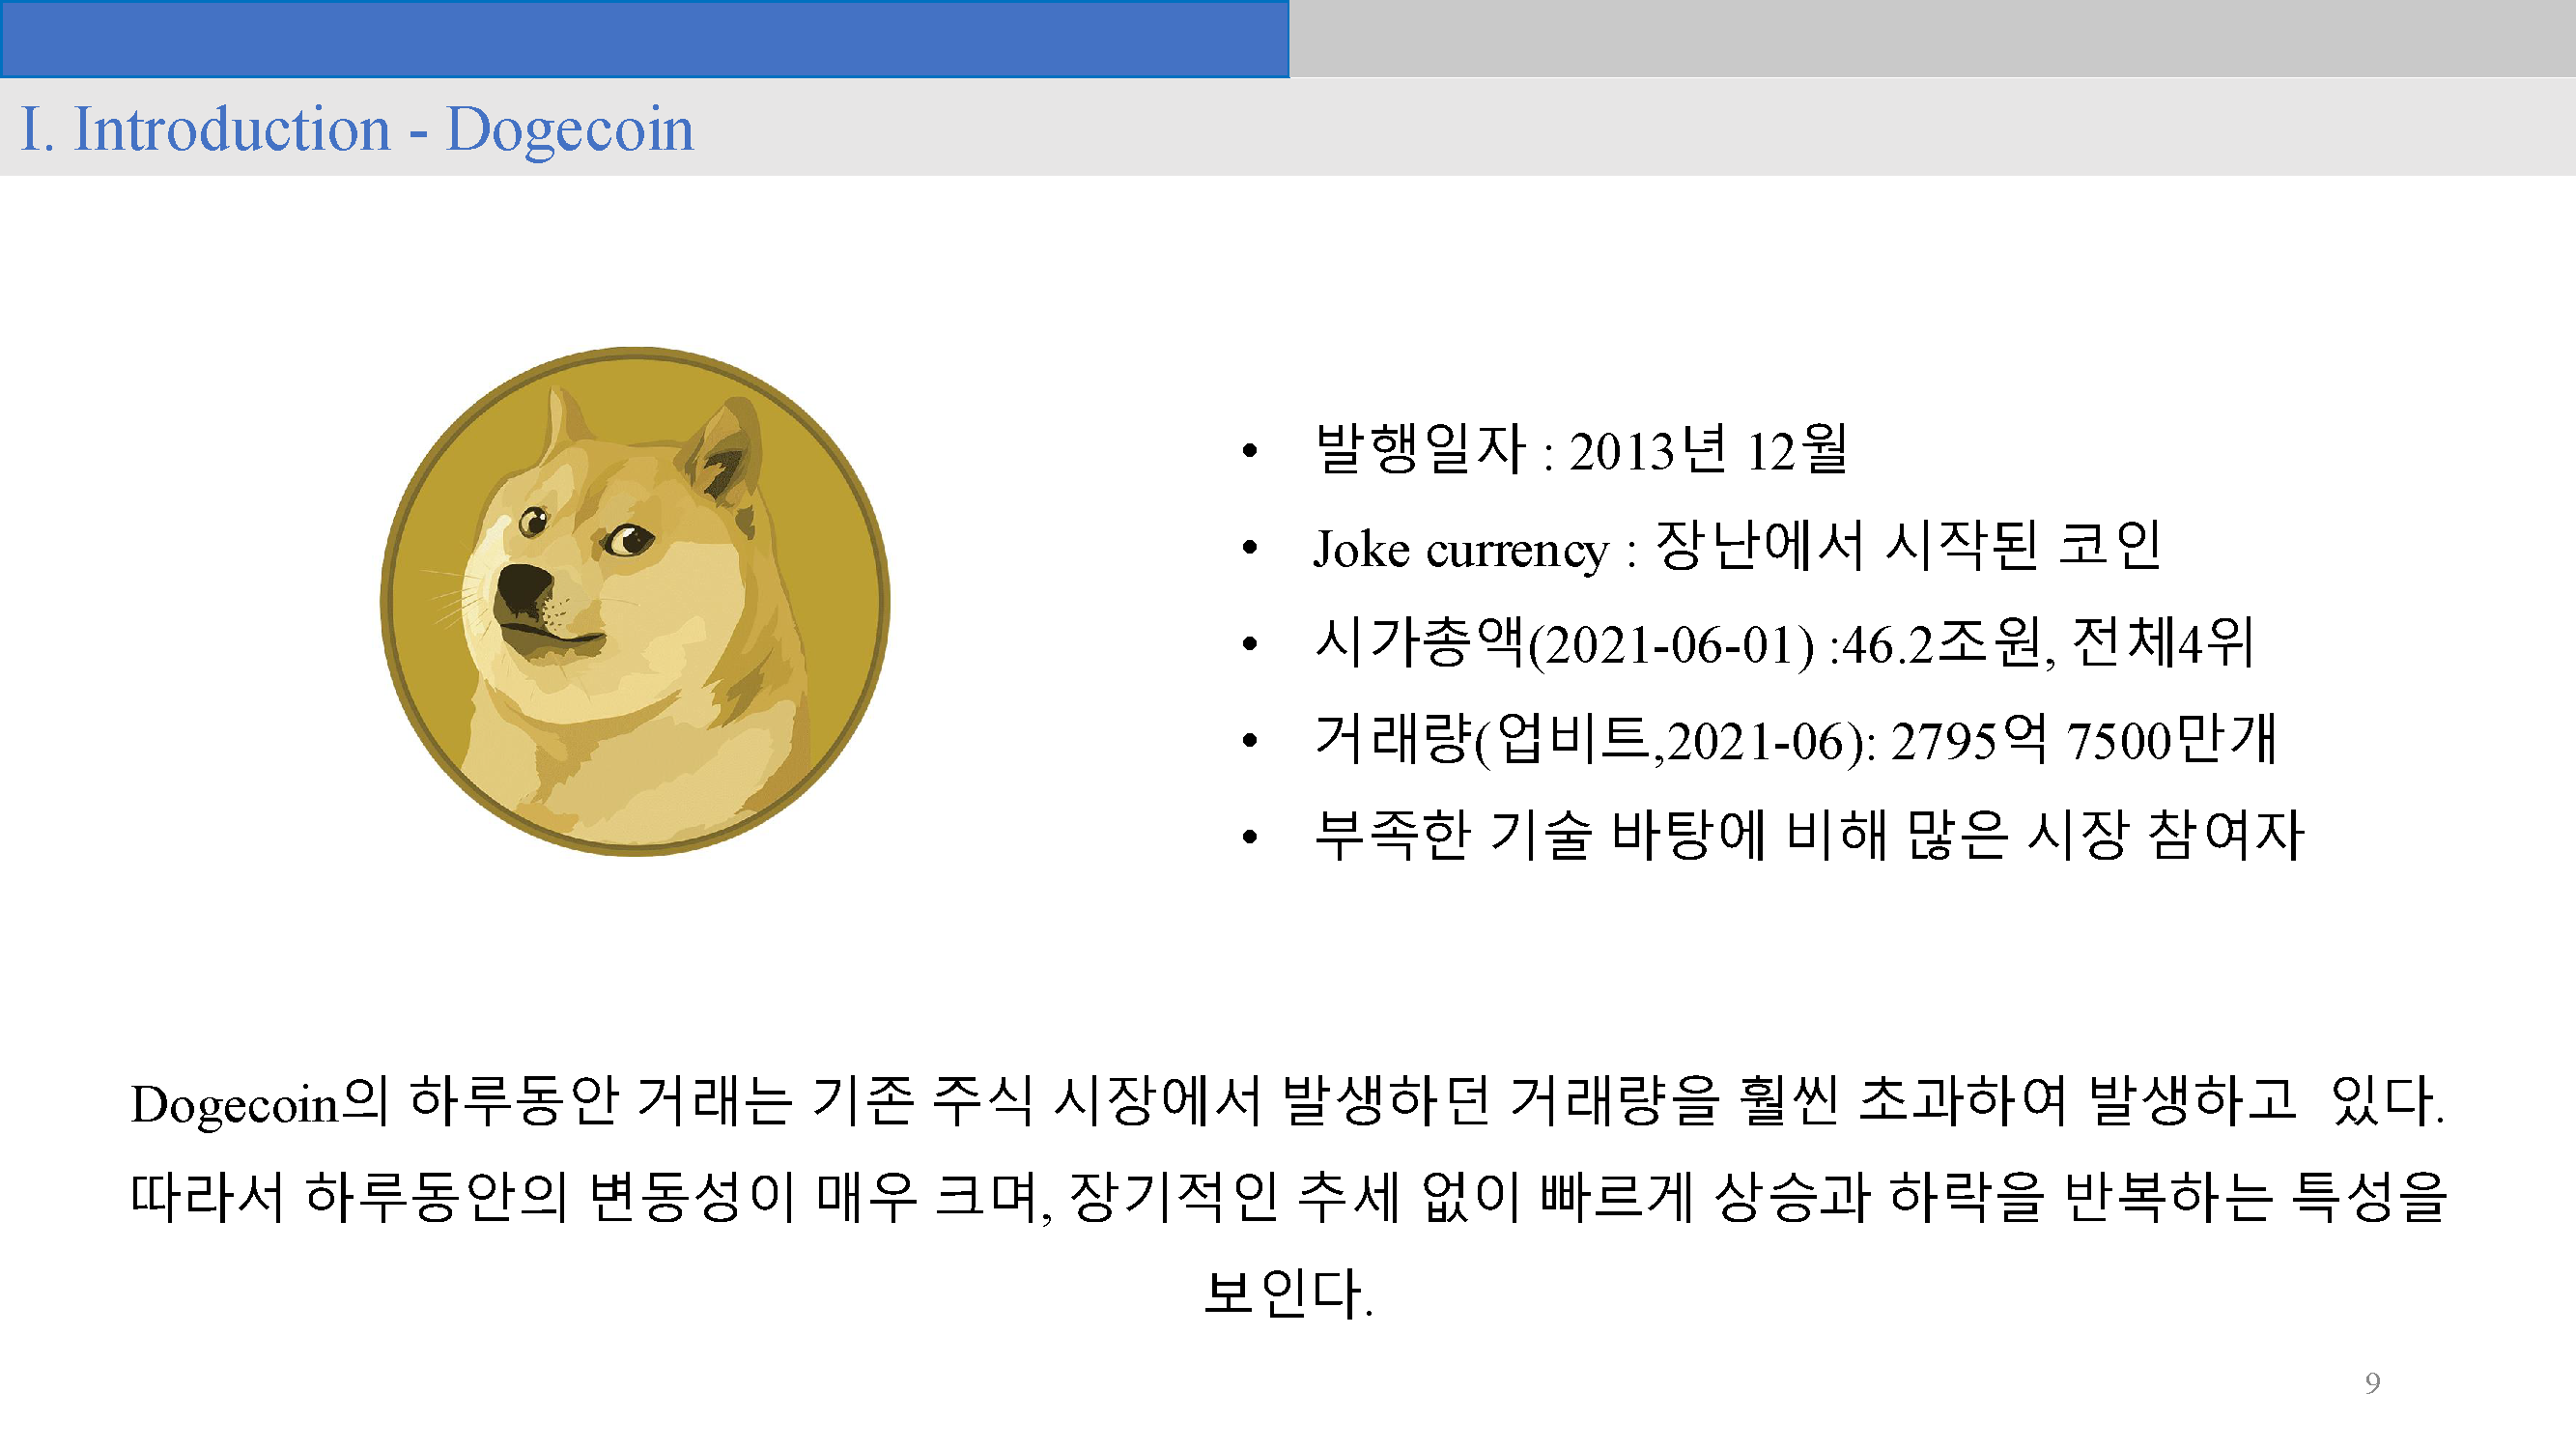 I. Introduction - Dogecoin
• 발행일자 : 2013년 12월
• Joke currency : 장난에서 시작된 코인
• 시가총액(2021-06-01) :46.2조원, 전체4위
• 거래량(업비트,2021-06): 2795억 7500만개
• 부족한 기술 바탕에 비해 많은 시장 참여자
Dogecoin의 하루동안 거래는 기존 주식 시장에서 발생하던 거래량을 훨씬 초과하여 발생하고 있다.
따라서 하루동안의 변동성이 매우 크며, 장기적인 추세 없이 빠르게 상승과 하락을 반복하는 특성을
보인다.
9